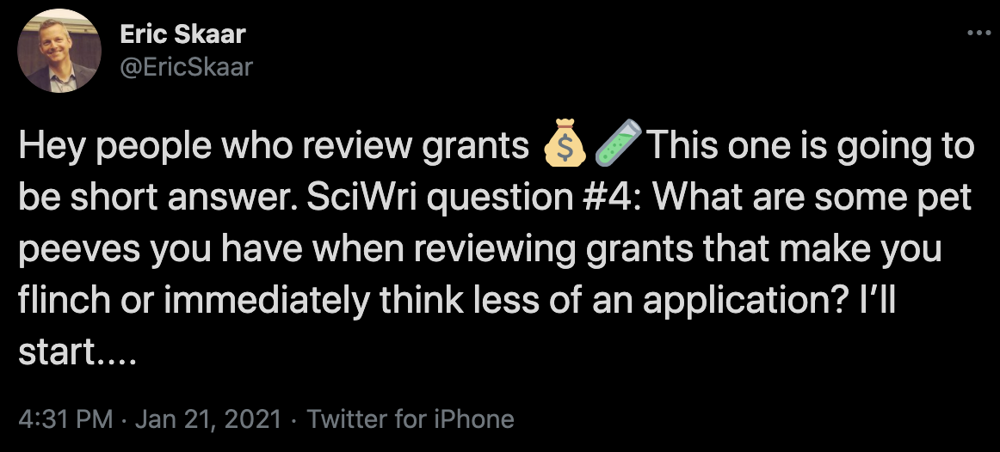 Eric Skaar
@EricSkaar
Hey people who review grants 💰🧪This one is going to
be short answer. SciWri question #4: What are some pet
peeves you have when reviewing grants that make you
flinch or immediately think less of an application? I’ll
start....
4:31 PM · Jan 21, 2021 · Twitter for iPhone